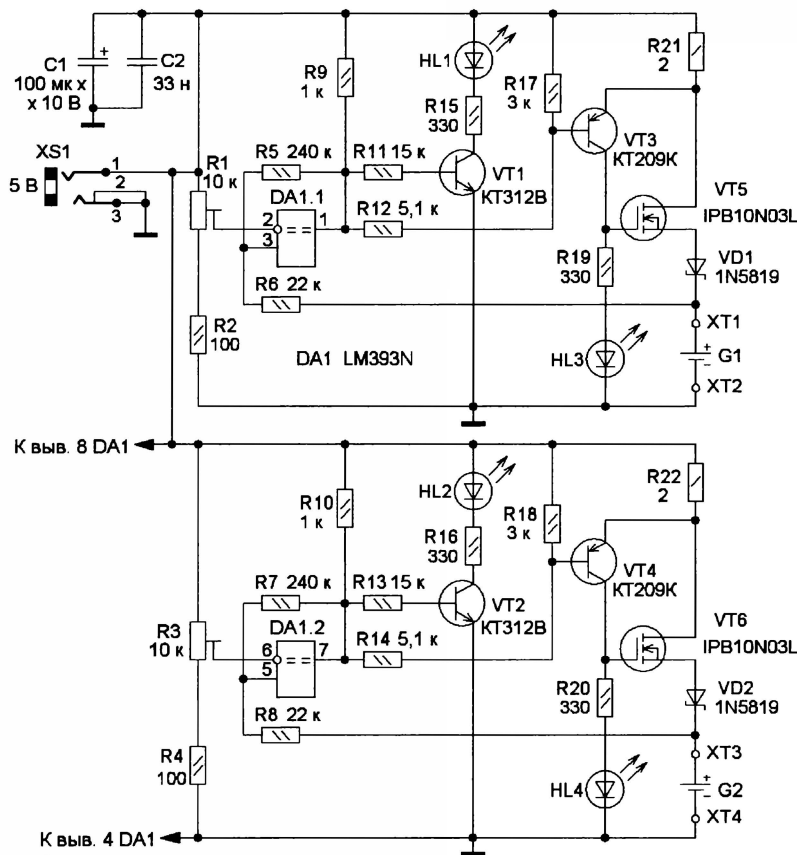 C1
100 мк х
х 10 В
C2
33 н
XS1
5 В
1
2
3
R1
10 к
R2
100
R9
1 к
R5 240 к
R11 15 к
DA1.1
2
3
1
R12 5,1 к
R6 22 к
DA1 LM393N
HL1
R15
330
VT1
КТ312В
R17
3 к
VT3
КТ209К
R21
2
VT5
IPB10N03L
R19
330
HL3
VD1
1N5819
XT1
+
G1
−
XT2
К выв. 8 DA1
R3
10 к
R4
100
R10
1 к
R7 240 к
R13 15 к
DA1.2
6
5
7
R14 5,1 к
R8 22 к
HL2
R16
330
VT2
КТ312В
R18
3 к
VT4
КТ209К
R22
2
VT6
IPB10N03L
R20
330
HL4
VD2
1N5819
XT3
+
G2
−
XT4
К выв. 4 DA1